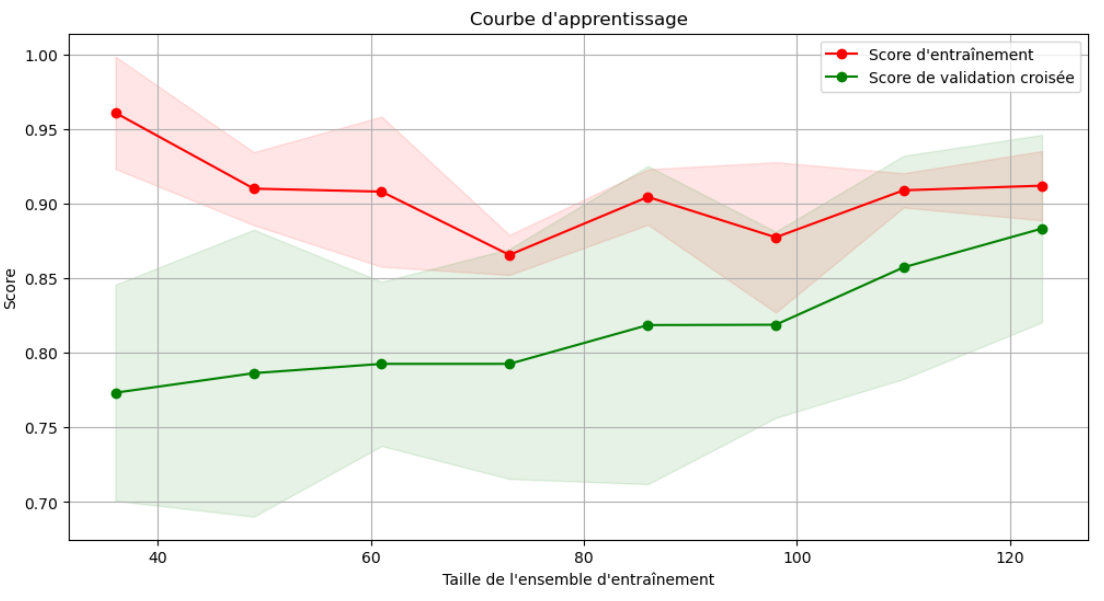 Courbe d'apprentissage
Score d'entraînement
Score de validation croisée
1.00
0.95
0.90
0.85
0.80
0.75
0.70
Score
40 60 80 100 120
Taille de l'ensemble d'entraînement